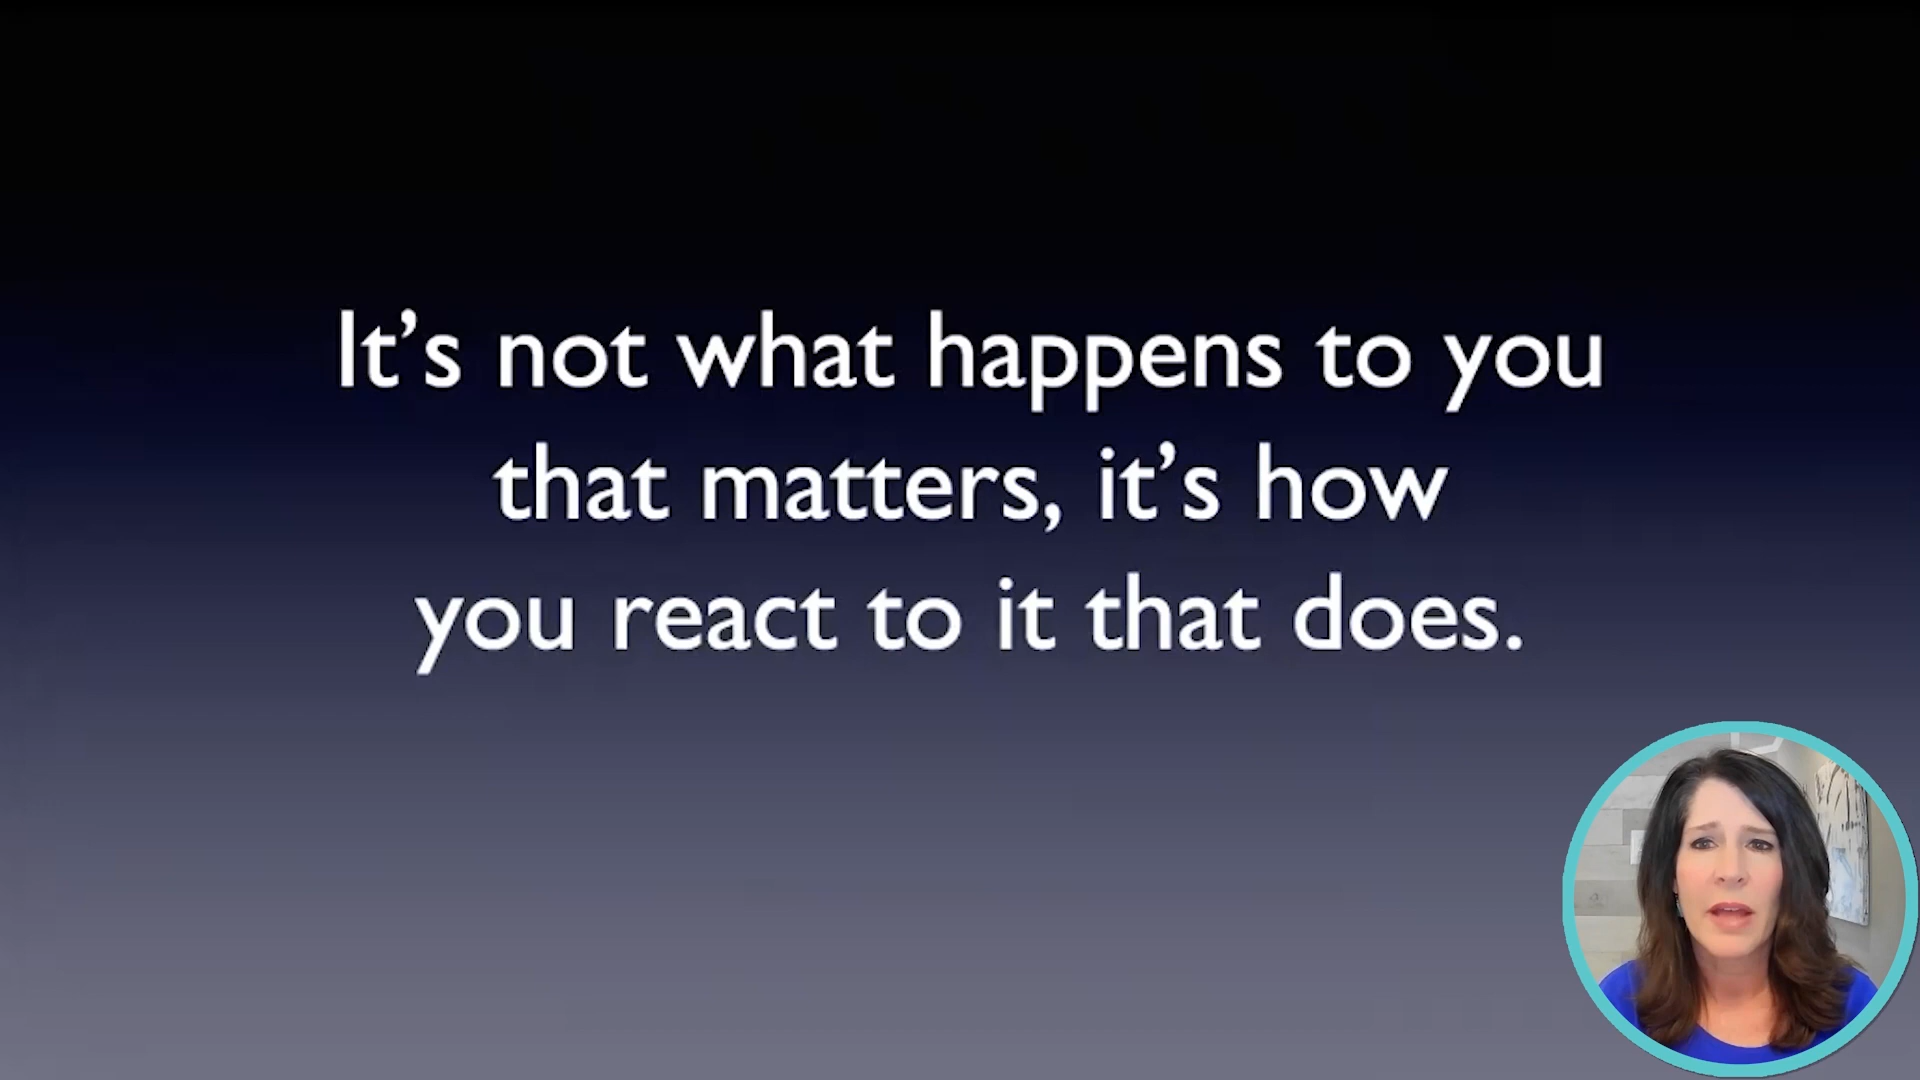 It’s not what happens to you
that matters, it’s how
you react to it that does.